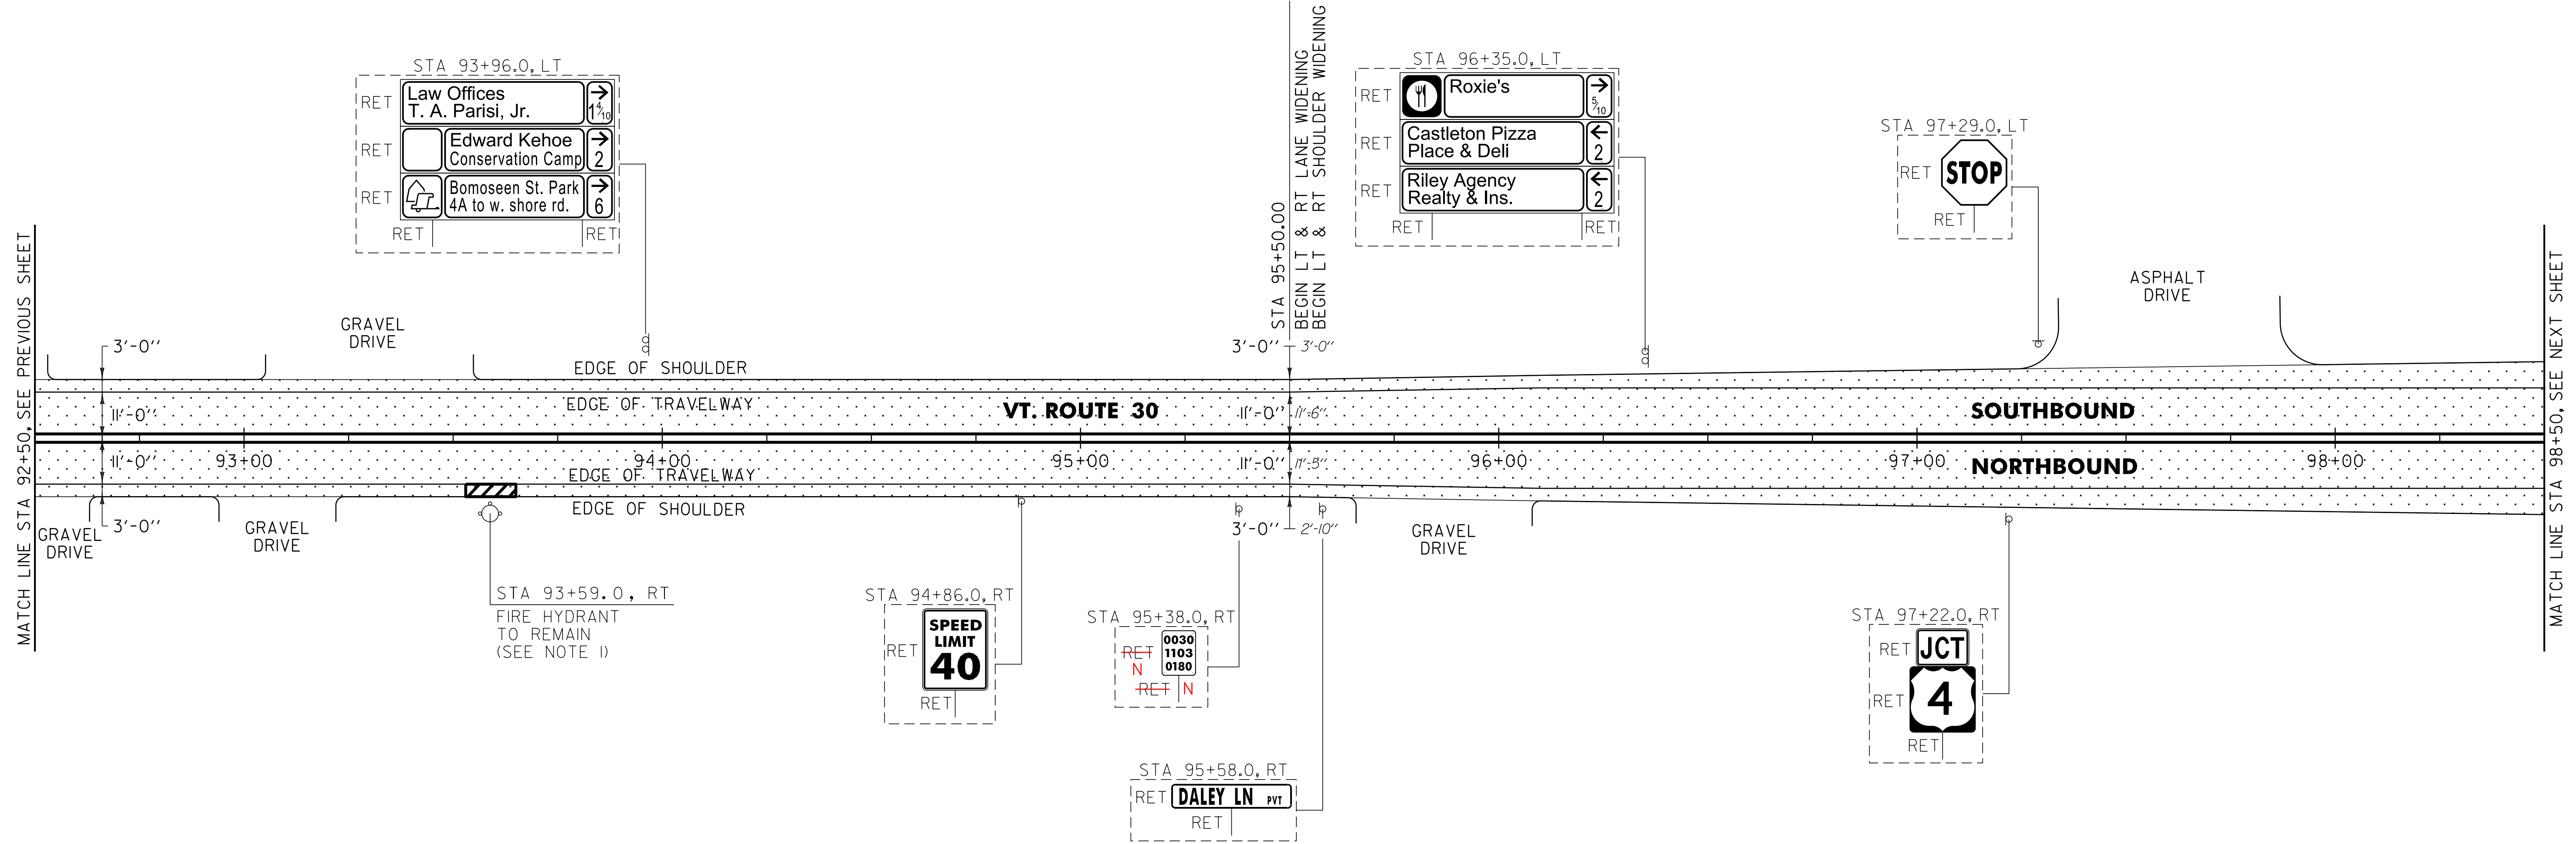 MATCH LINE STA 92+50, SEE PREVIOUS SHEET
STA 93+96.0, LT
RET
Law Offices
T. A. Parisi, Jr.
→
1 4/10
RET
Edward Kehoe
Conservation Camp
→
2
RET
Bomoseen St. Park
4A to w. shore rd.
→
6
RET
RET
STA 95+50.00
BEGIN LT & RT LANE WIDENING
BEGIN LT & RT SHOULDER WIDENING
STA 96+35.0, LT
RET
Roxie's
→
5/10
RET
Castleton Pizza
Place & Deli
←
2
RET
Riley Agency
Realty & Ins.
←
2
RET
RET
STA 97+29.0, LT
RET
STOP
RET
ASPHALT
DRIVE
GRAVEL
DRIVE
3'-0"
EDGE OF SHOULDER
3'-0"
3'-0"
11'-0"
EDGE OF TRAVELWAY
VT. ROUTE 30
11'-0"
11'-6"
SOUTHBOUND
11'-0"
93+00
94+00
95+00
11'-0"
11'-5"
96+00
97+00
NORTHBOUND
98+00
EDGE OF TRAVELWAY
EDGE OF SHOULDER
3'-0"
3'-0"
2'-10"
GRAVEL
DRIVE
GRAVEL
DRIVE
GRAVEL
DRIVE
STA 93+59.0, RT
FIRE HYDRANT
TO REMAIN
(SEE NOTE 1)
STA 94+86.0, RT
RET
SPEED
LIMIT
40
RET
STA 95+38.0, RT
RET
N
0030
1103
0180
RET N
STA 95+58.0, RT
RET
DALEY LN PVT
RET
STA 97+22.0, RT
RET
JCT
RET
4
RET
MATCH LINE STA 98+50, SEE NEXT SHEET